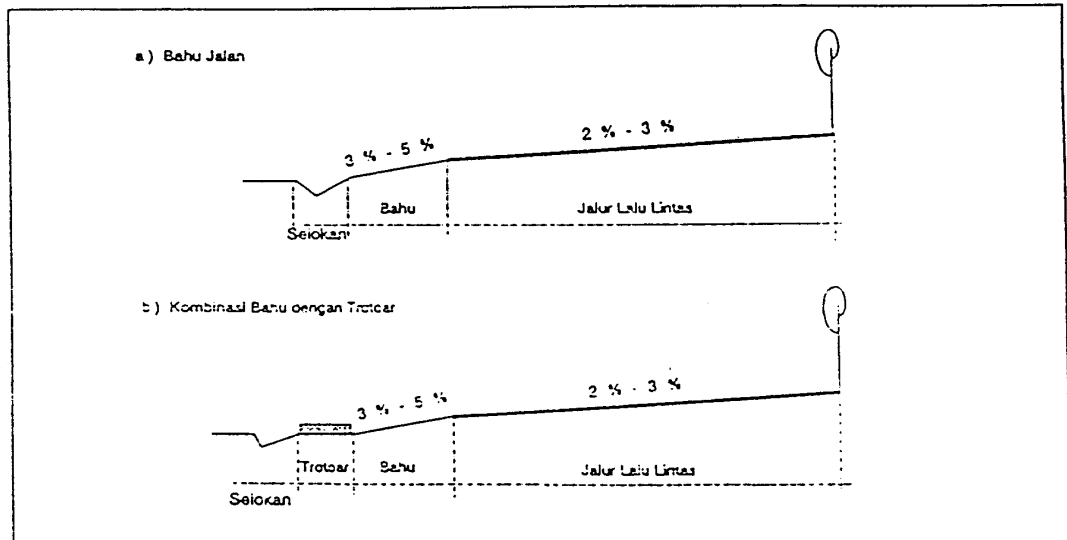 a) Bahu Jalan
3 % - 5 %
2 % - 3 %
Bahu
Jalur Lalu Lintas
Selokan
b) Kombinasi Bahu dengan Trotoar
3 % - 5 %
2 % - 3 %
Trotoar
Bahu
Jalur Lalu Lintas
Selokan